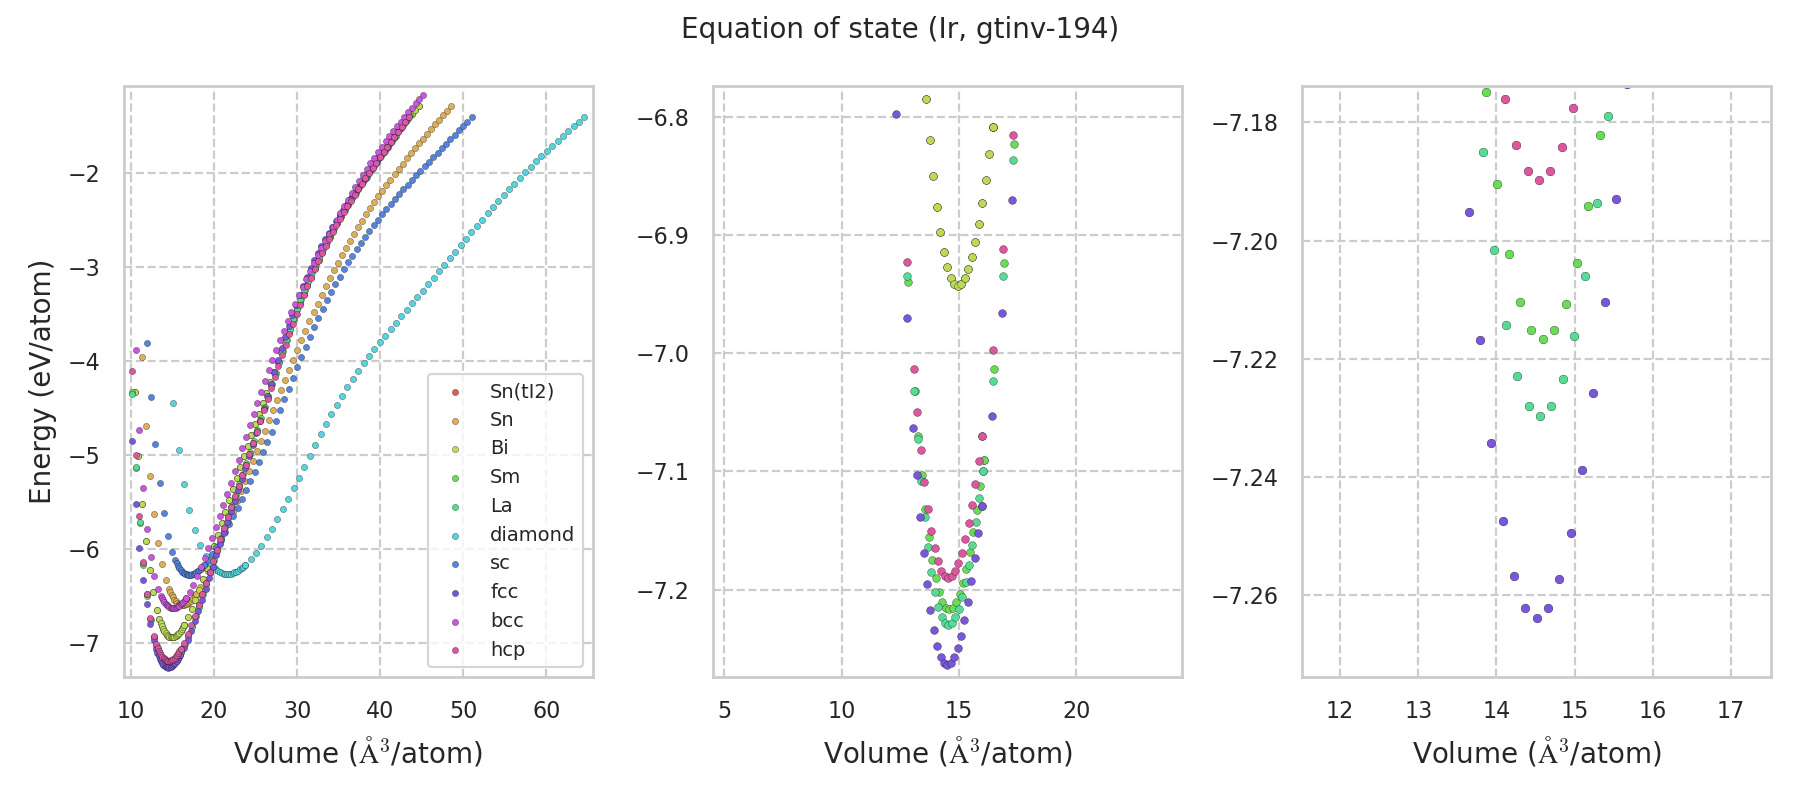 Equation of state (Ir, gtinv-194)
Energy (eV/atom)
−2
−3
−4
−5
−6
−7
10 20 30 40 50 60
Volume (Å³/atom)
Sn(tI2)
Sn
Bi
Sm
La
diamond
sc
fcc
bcc
hcp
−6.8
−6.9
−7.0
−7.1
−7.2
5 10 15 20
Volume (Å³/atom)
−7.18
−7.20
−7.22
−7.24
−7.26
12 13 14 15 16 17
Volume (Å³/atom)